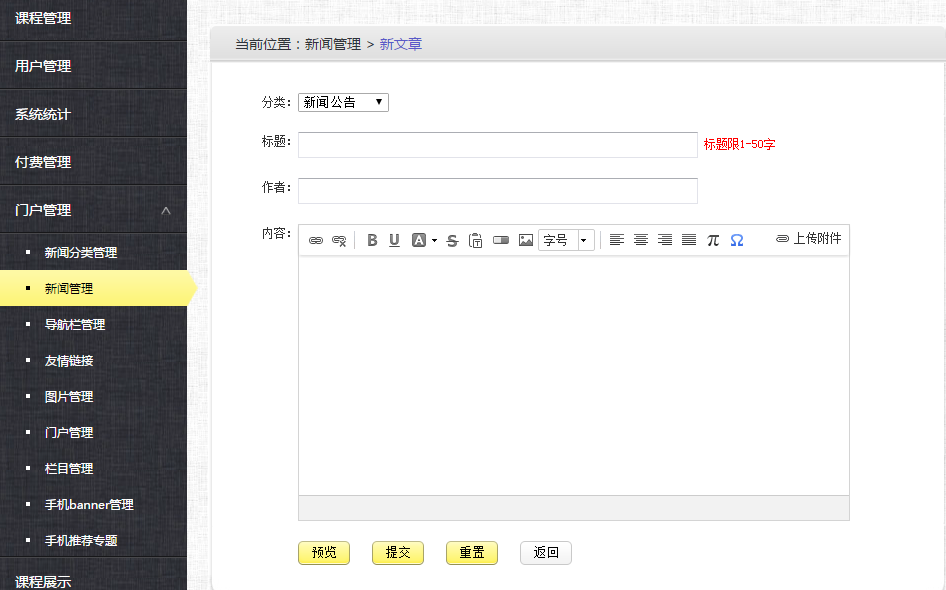 课程管理
用户管理
系统统计
付费管理
门户管理
新闻分类管理
新闻管理
导航栏管理
友情链接
图片管理
门户管理
栏目管理
手机banner管理
手机推荐专题
课程展示
当前位置：新闻管理 > 新文章
分类： 新闻公告
标题： 标题限1-50字
作者：
内容： B U A S 字号 π Ω 上传附件
预览 提交 重置 返回